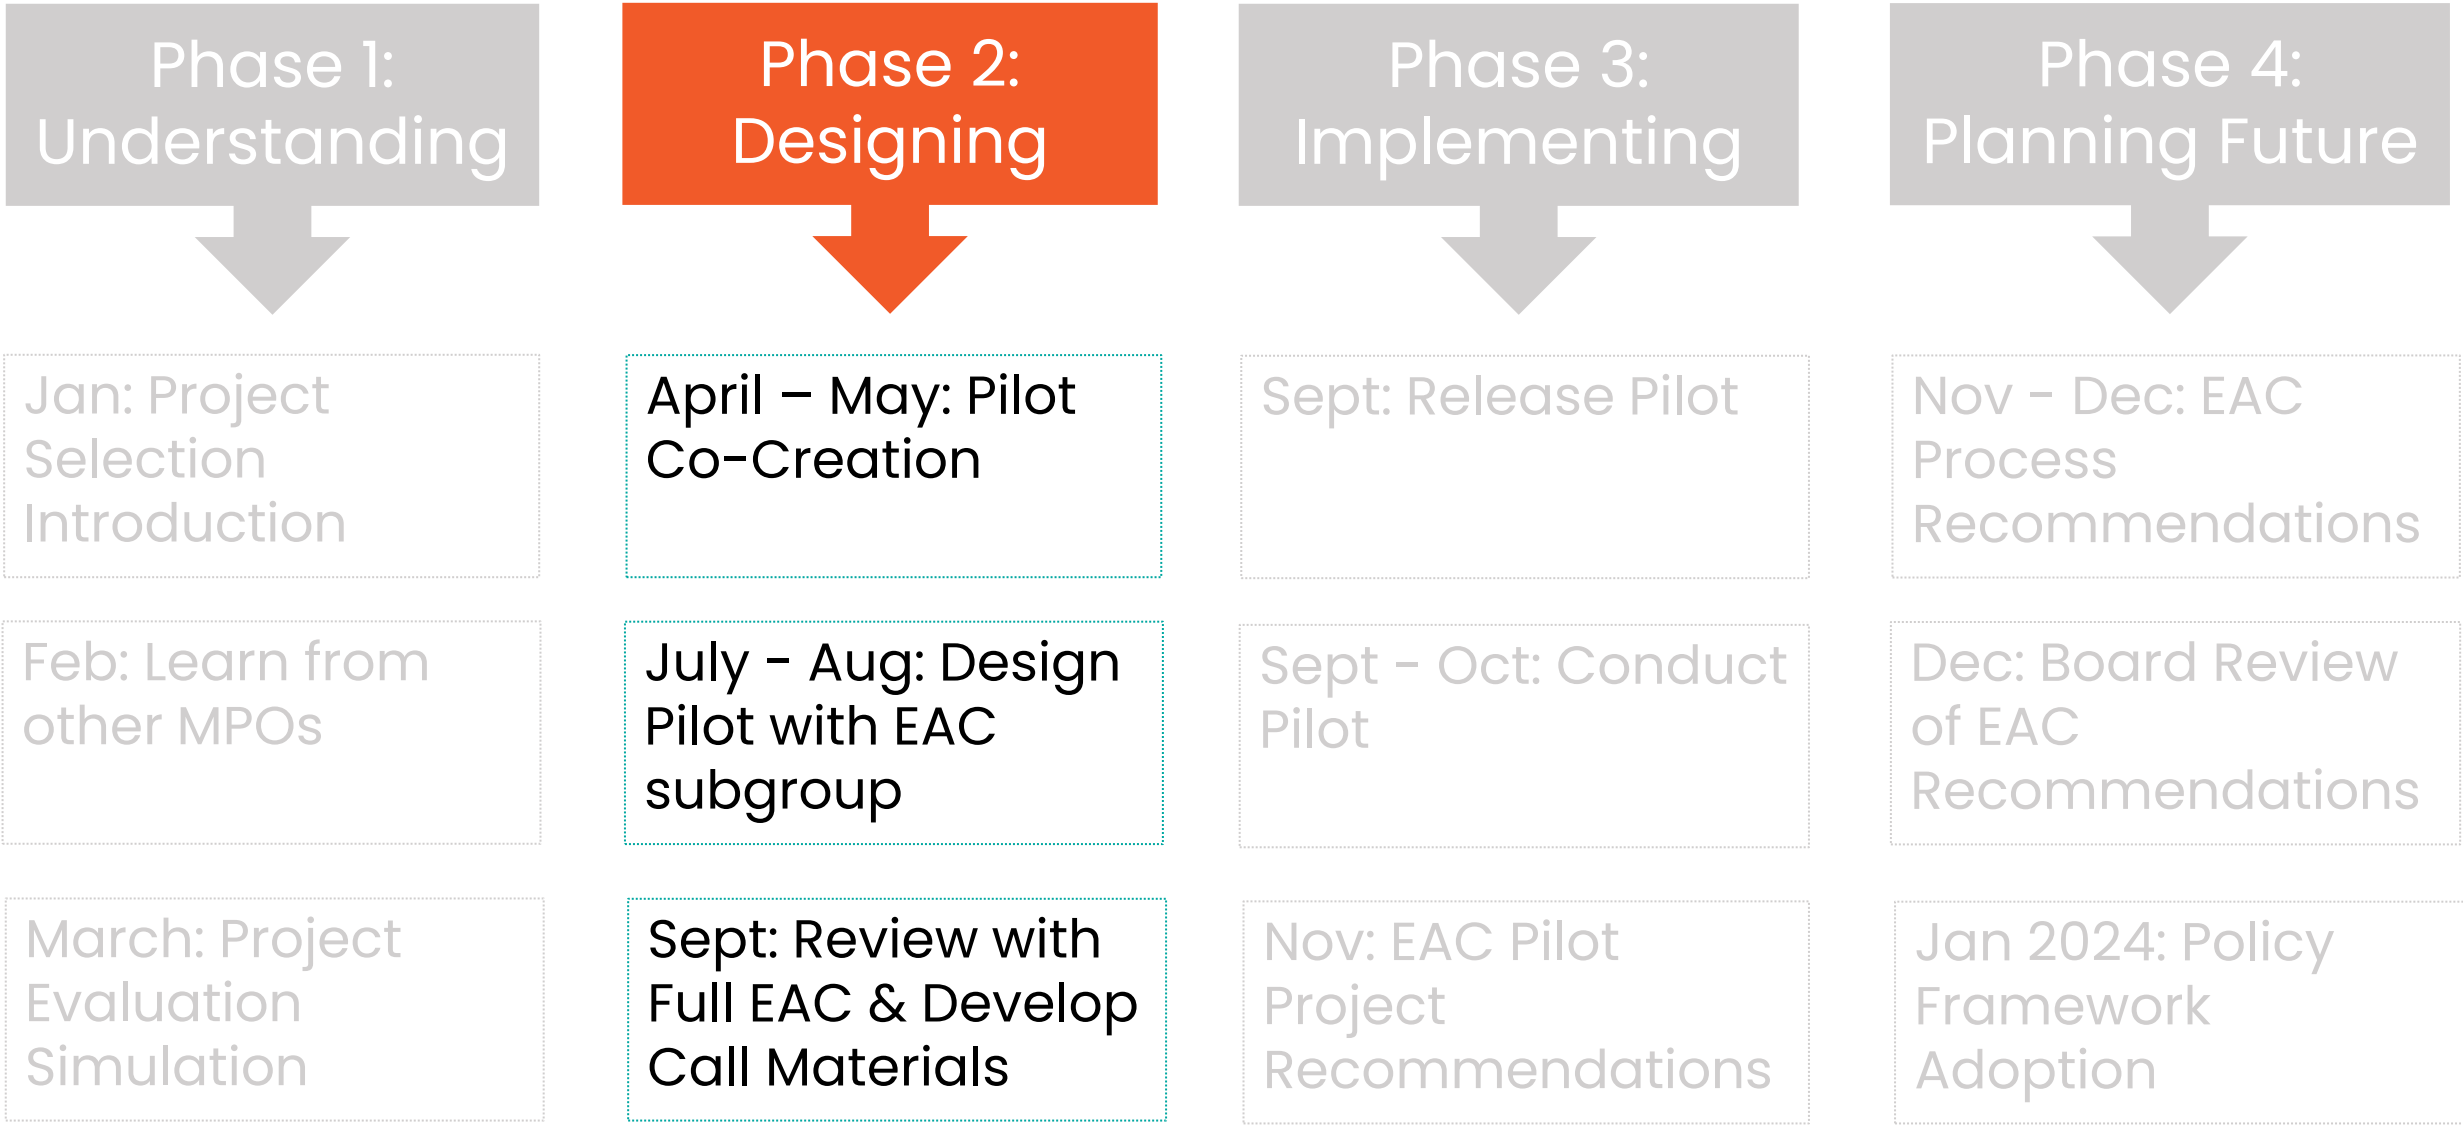 Phase 1:
Understanding
Jan: Project
Selection
Introduction
Feb: Learn from
other MPOs
March: Project
Evaluation
Simulation
Phase 2:
Designing
April – May: Pilot
Co-Creation
July - Aug: Design
Pilot with EAC
subgroup
Sept: Review with
Full EAC & Develop
Call Materials
Phase 3:
Implementing
Sept: Release Pilot
Sept - Oct: Conduct
Pilot
Nov: EAC Pilot
Project
Recommendations
Phase 4:
Planning Future
Nov - Dec: EAC
Process
Recommendations
Dec: Board Review
of EAC
Recommendations
Jan 2024: Policy
Framework
Adoption